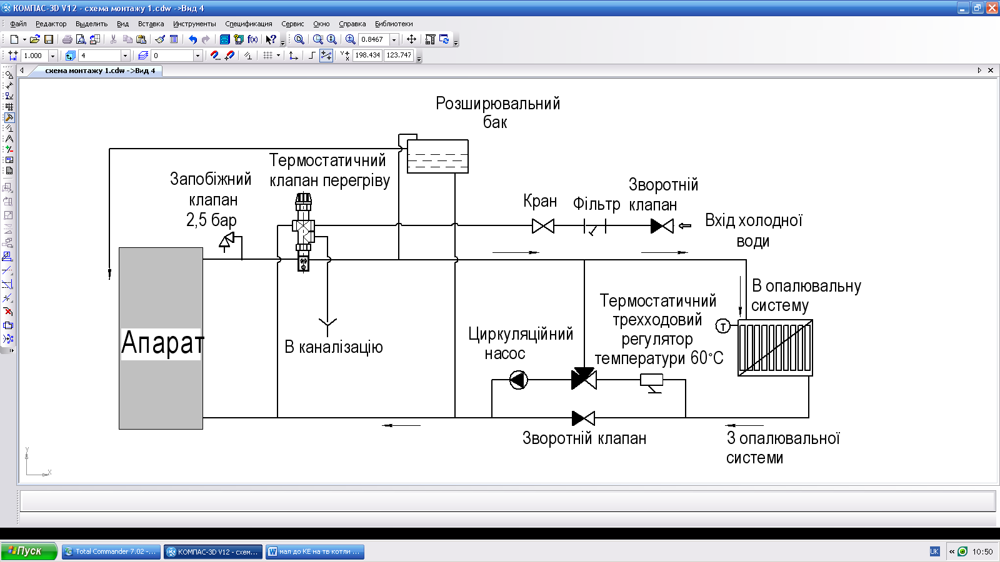 КОМПАС-3D V12 - схема монтажу 1.cdw ->Вид 4
Файл Редактор Выделить Вид Вставка Инструменты Спецификация Сервис Окно Справка Библиотеки
f(x) 0.8467
1.000 4 0 198.434 123.747
схема монтажу 1.cdw ->Вид 4
Розширювальний
бак
Термостатичний
клапан перегріву
Запобіжний
клапан
2,5 бар
Кран
Фільтр
Зворотній
клапан
Вхід холодної
води
В опалювальну
систему
Т
Термостатичний
трехходовий
регулятор
температури 60°С
Циркуляційний
насос
Апарат
В каналізацію
Зворотній клапан
З опалювальної
системи
Y
X
Пуск
Total Commander 7.02 -...
КОМПАС-3D V12 - схем...
мал до КЕ на тв котли ...
UK
10:50